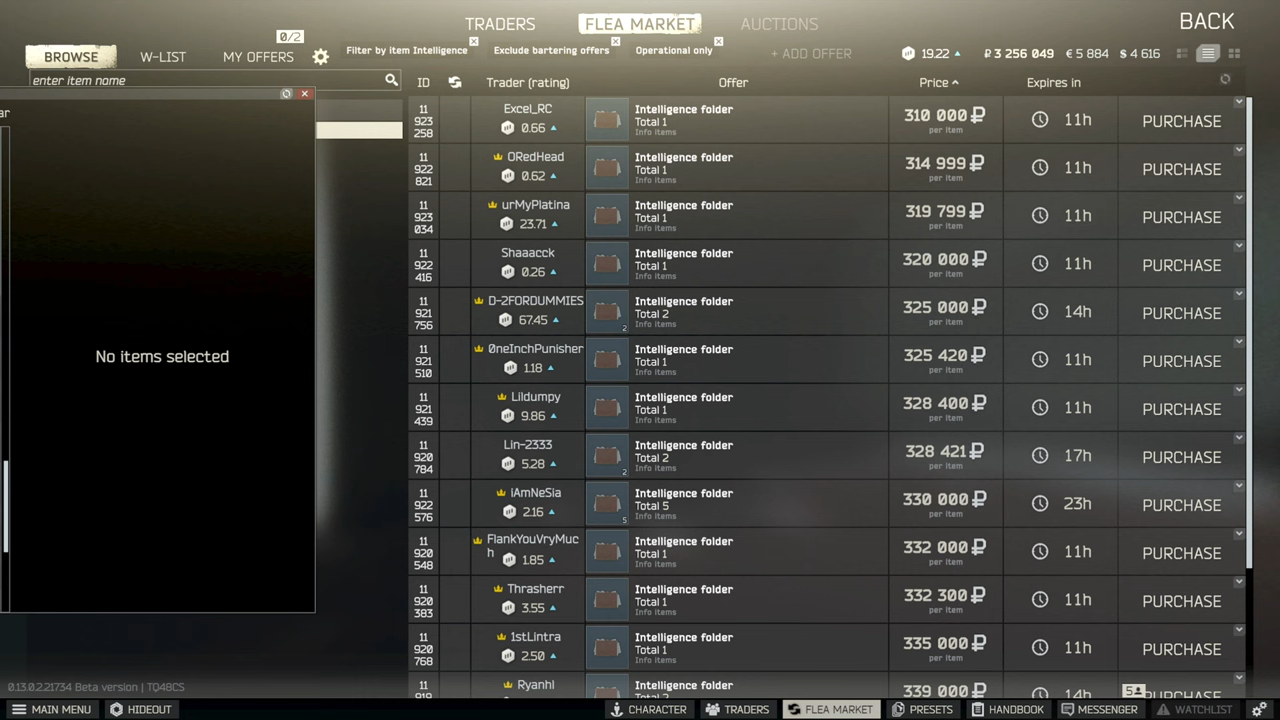 TRADERS
FLEA MARKET
AUCTIONS
BACK
0/2
BROWSE
W-LIST
MY OFFERS
Filter by item Intelligence
Exclude bartering offers
Operational only
+ ADD OFFER
19.22
₽ 3 256 049
€ 5 884
$ 4 616
enter item name
ID
Trader (rating)
Offer
Price
Expires in
ar
No items selected
11 923 258
Excel_RC
0.66
Intelligence folder
Total 1
Info items
310 000 ₽
per item
11h
PURCHASE
11 922 821
ORedHead
0.62
Intelligence folder
Total 1
Info items
314 999 ₽
per item
11h
PURCHASE
11 923 034
urMyPlatina
23.71
Intelligence folder
Total 1
Info items
319 799 ₽
per item
11h
PURCHASE
11 922 416
Shaaacck
0.26
Intelligence folder
Total 1
Info items
320 000 ₽
per item
11h
PURCHASE
11 921 756
D-2FORDUMMIES
67.45
2
Intelligence folder
Total 2
Info items
325 000 ₽
per item
14h
PURCHASE
11 921 510
0neInchPunisher
1.18
Intelligence folder
Total 1
Info items
325 420 ₽
per item
11h
PURCHASE
11 921 439
Lildumpy
9.86
Intelligence folder
Total 1
Info items
328 400 ₽
per item
11h
PURCHASE
11 920 784
Lin-2333
5.28
2
Intelligence folder
Total 2
Info items
328 421 ₽
per item
17h
PURCHASE
11 922 576
iAmNeSia
2.16
5
Intelligence folder
Total 5
Info items
330 000 ₽
per item
23h
PURCHASE
11 920 548
FlankYouVryMuc
h
1.85
Intelligence folder
Total 1
Info items
332 000 ₽
per item
11h
PURCHASE
11 920 383
Thrasherr
3.55
Intelligence folder
Total 1
Info items
332 300 ₽
per item
11h
PURCHASE
11 920 768
1stLintra
2.50
Intelligence folder
Total 1
Info items
335 000 ₽
per item
11h
PURCHASE
11
Ryanhl
Intelligence folder
339 000 ₽
14h
5
PURCHASE
0.13.0.2.21734 Beta version | TQ48CS
MAIN MENU
HIDEOUT
CHARACTER
TRADERS
FLEA MARKET
PRESETS
HANDBOOK
MESSENGER
WATCHLIST